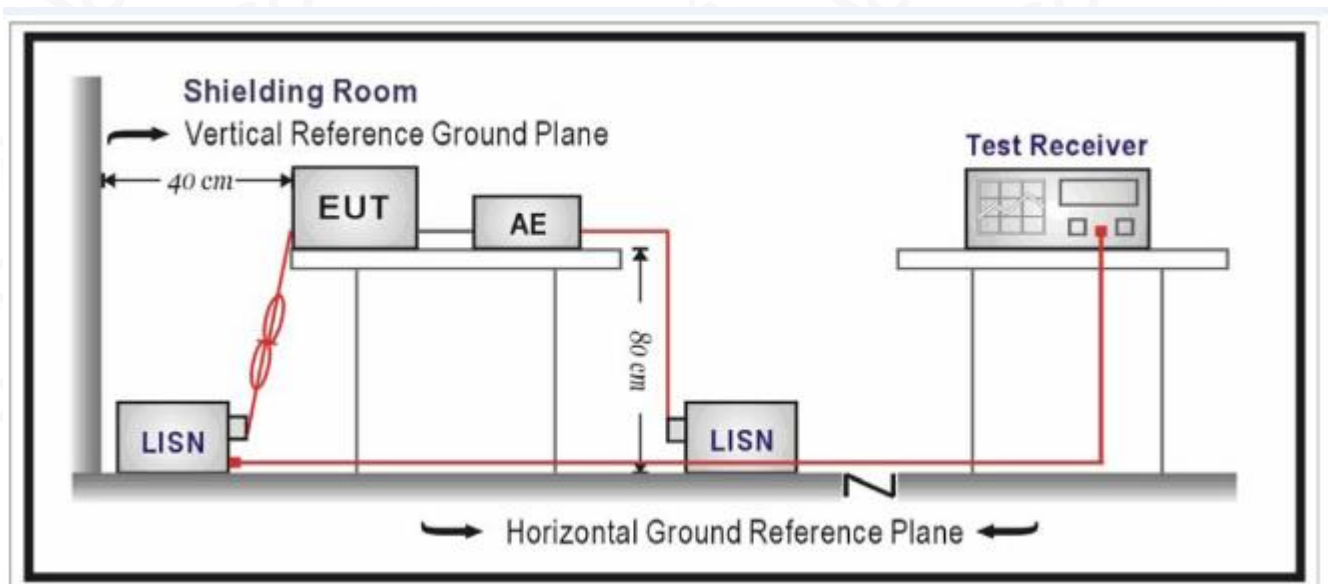 Shielding Room
Vertical Reference Ground Plane
Test Receiver
40 cm
EUT
AE
80 cm
LISN
LISN
Horizontal Ground Reference Plane